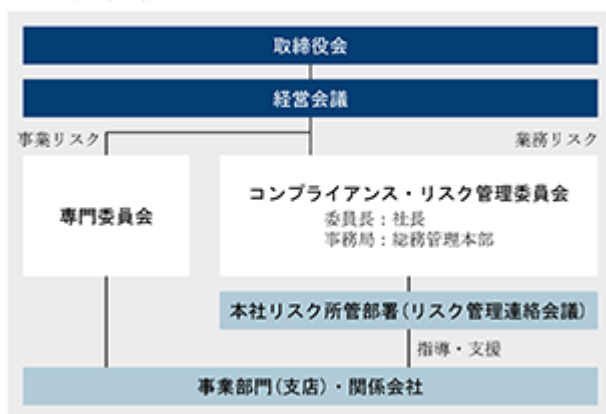 取締役会
経営会議
事業リスク
業務リスク
専門委員会
コンプライアンス・リスク管理委員会
委員長：社長
事務局：総務管理本部
本社リスク所管部署(リスク管理連絡会議)
指導・支援
事業部門(支店)・関係会社